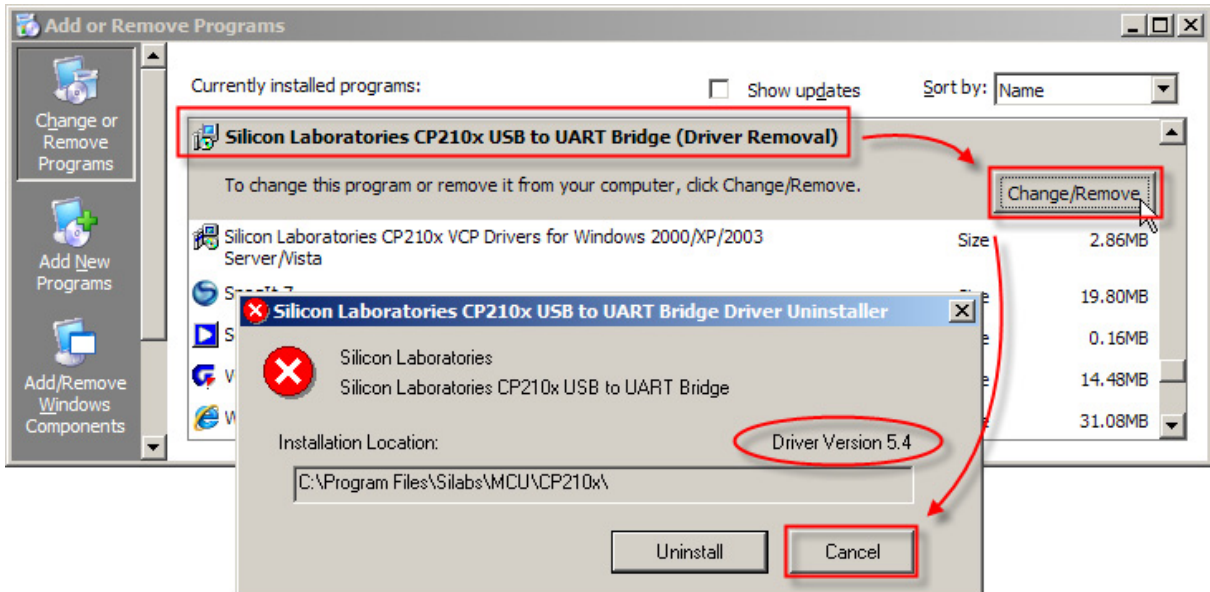 Add or Remove Programs
Currently installed programs:
Show updates
Sort by: Name
Change or
Remove
Programs
Silicon Laboratories CP210x USB to UART Bridge (Driver Removal)
To change this program or remove it from your computer, click Change/Remove.
Change/Remove
Silicon Laboratories CP210x VCP Drivers for Windows 2000/XP/2003
Server/Vista
Size 2.86MB
Add New
Programs
19.80MB
0.16MB
14.48MB
31.08MB
Add/Remove
Windows
Components
Silicon Laboratories CP210x USB to UART Bridge Driver Uninstaller
Silicon Laboratories
Silicon Laboratories CP210x USB to UART Bridge
Installation Location:
Driver Version 5.4
C:\Program Files\Silabs\MCU\CP210x\
Uninstall
Cancel